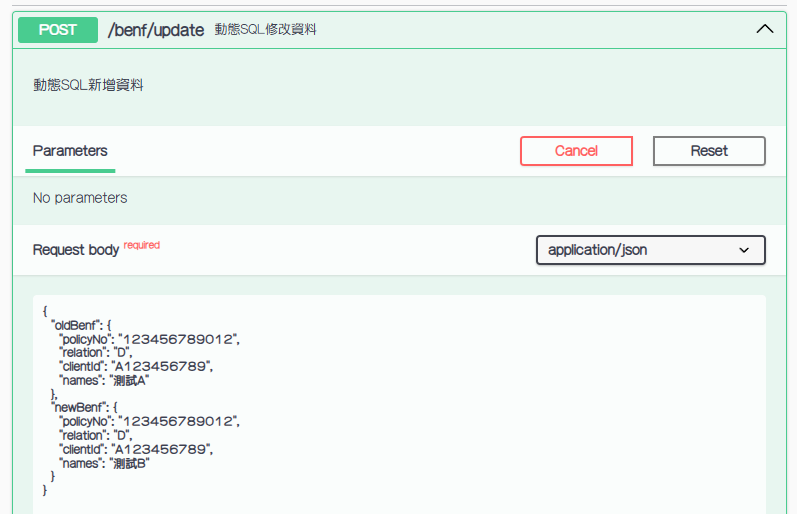 POST /benf/update 動態SQL修改資料
動態SQL新增資料
Parameters
Cancel
Reset
No parameters
Request body required
application/json
{
"oldBenf": {
"policyNo": "123456789012",
"relation": "D",
"clientId": "A123456789",
"names": "測試A"
},
"newBenf": {
"policyNo": "123456789012",
"relation": "D",
"clientId": "A123456789",
"names": "測試B"
}
}